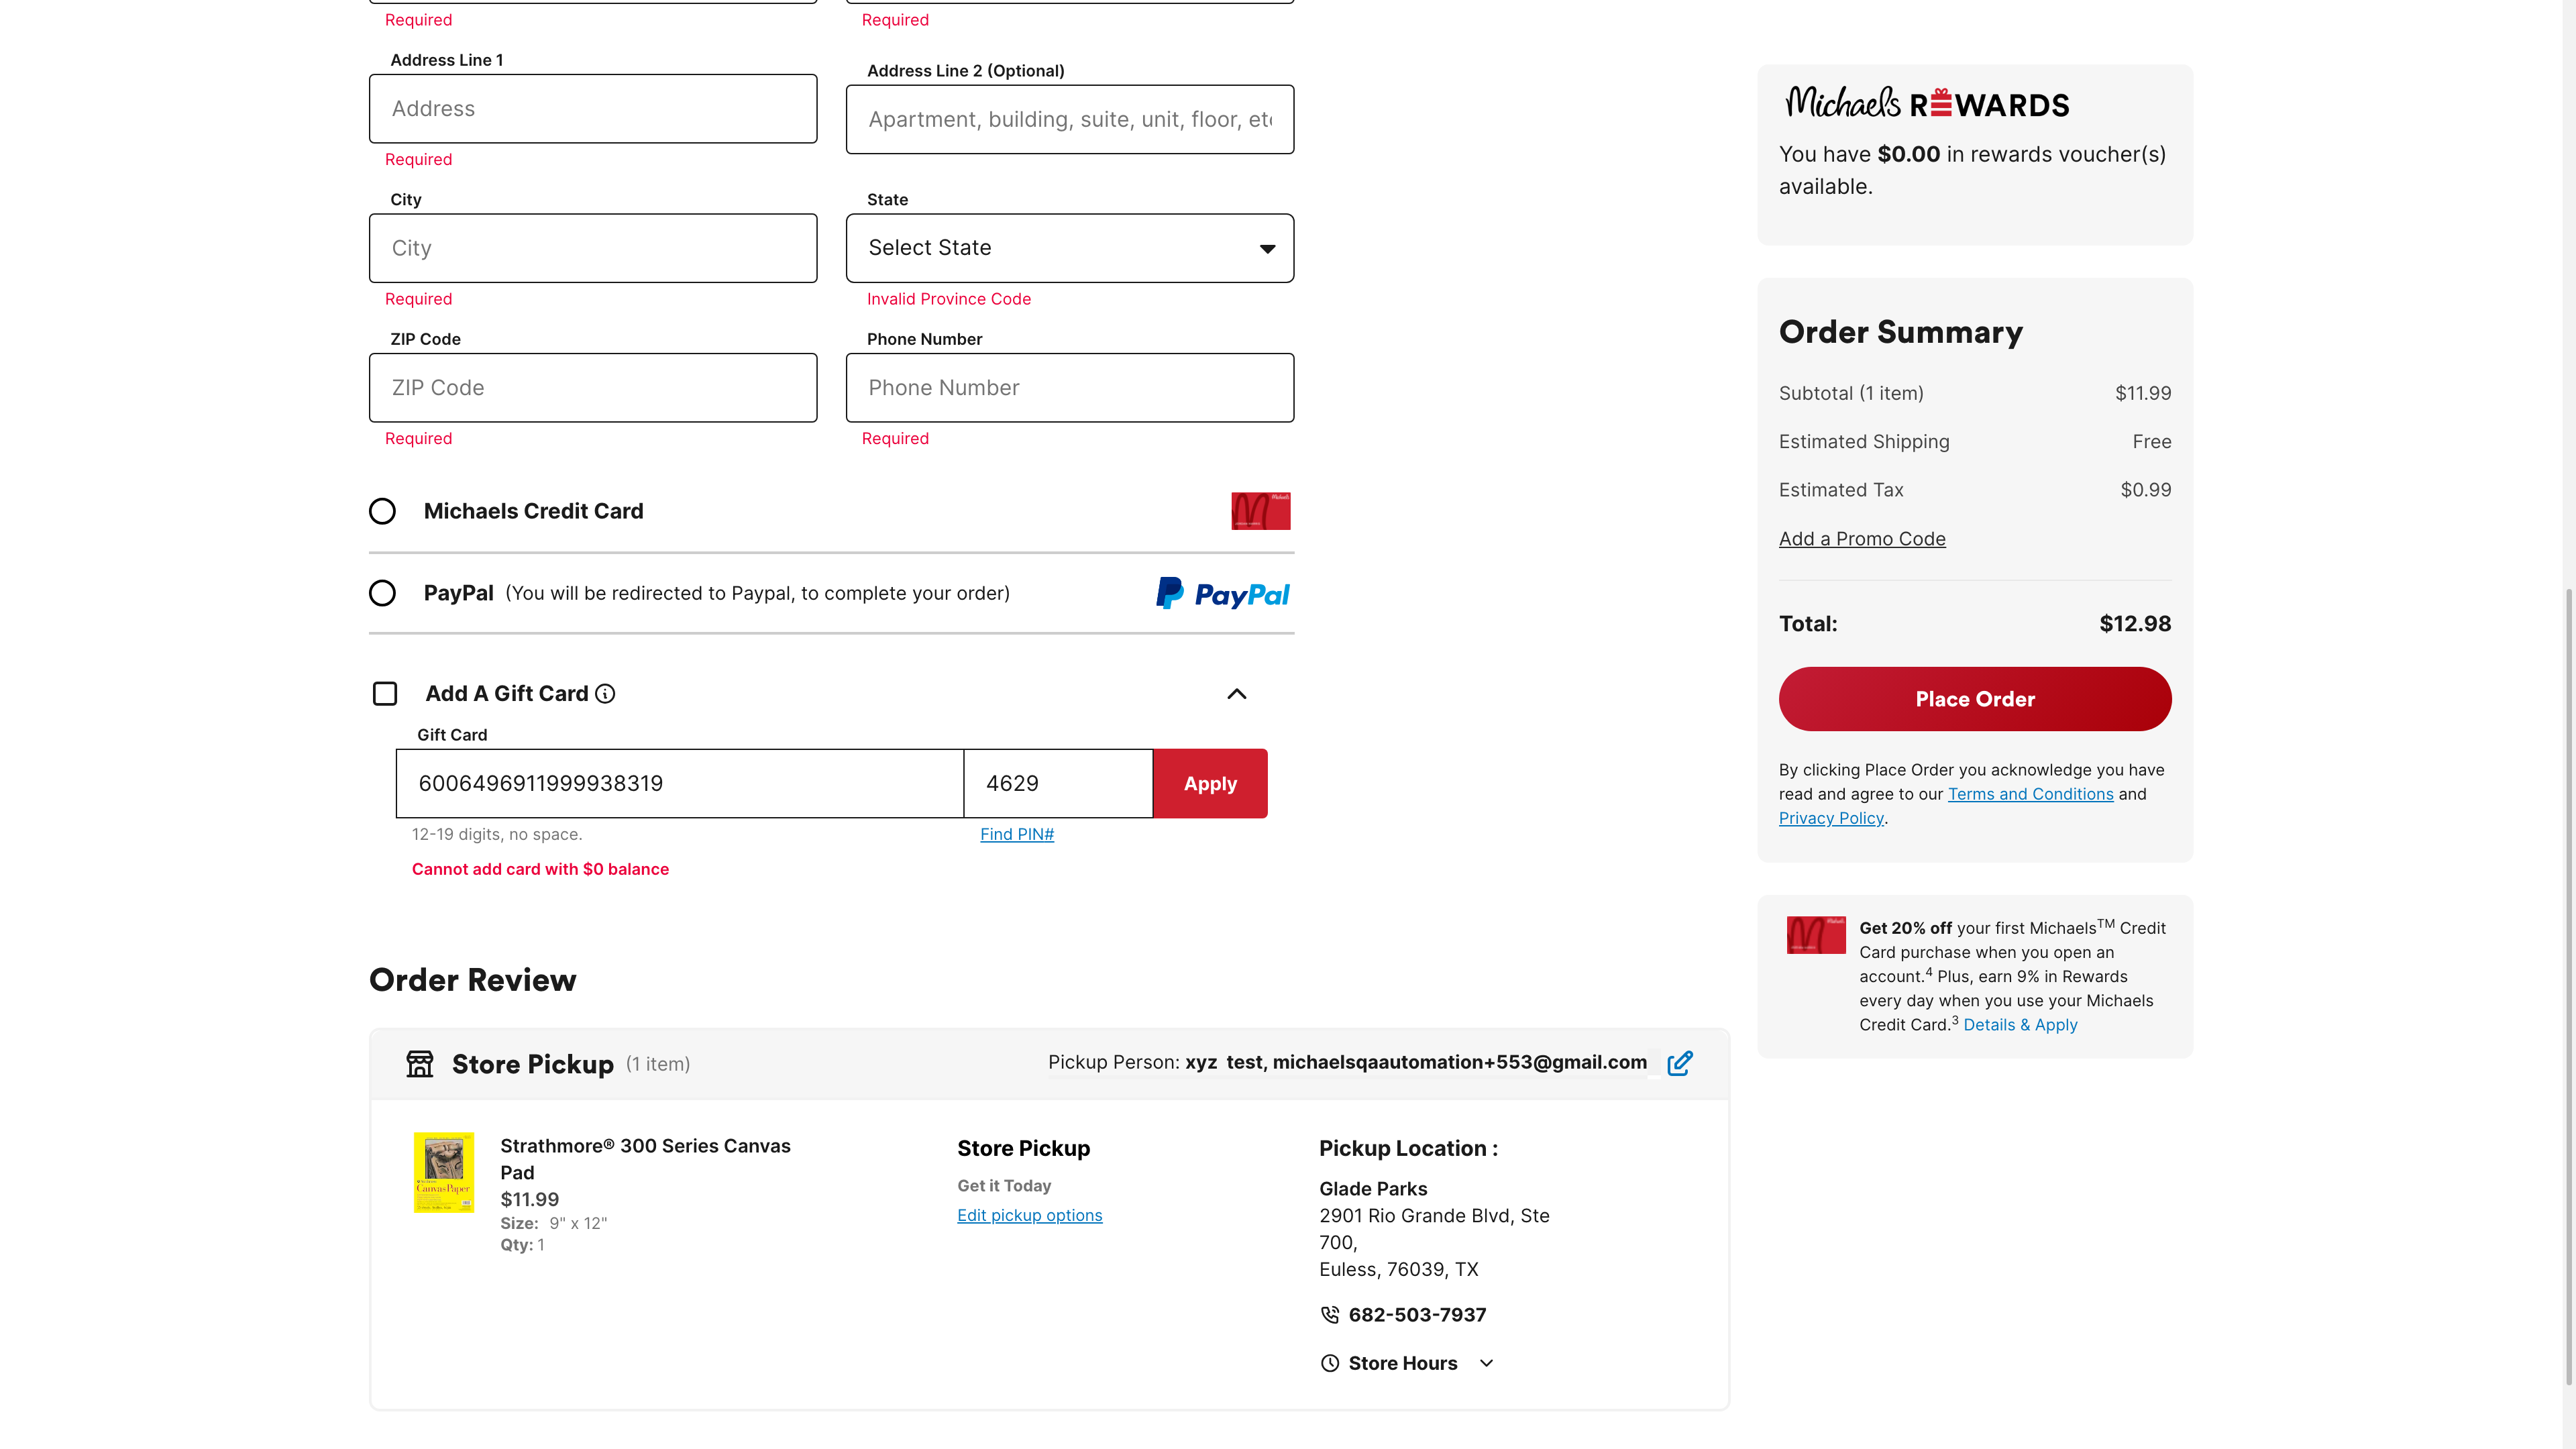 Required
Required
Address Line 1
Address Line 2 (Optional)
Address
Apartment, building, suite, unit, floor, etc
Required
City
State
City
Select State
Required
Invalid Province Code
ZIP Code
Phone Number
ZIP Code
Phone Number
Required
Required
Michaels Credit Card
PayPal (You will be redirected to Paypal, to complete your order)
PayPal
Add A Gift Card
Gift Card
6006496911999938319
4629
Apply
12-19 digits, no space.
Find PIN#
Cannot add card with $0 balance
Order Review
Store Pickup (1 item)
Pickup Person: xyz test, michaelsqaautomation+553@gmail.com
Strathmore® 300 Series Canvas
Pad
$11.99
Size: 9" x 12"
Qty: 1
Store Pickup
Get it Today
Edit pickup options
Pickup Location :
Glade Parks
2901 Rio Grande Blvd, Ste
700,
Euless, 76039, TX
682-503-7937
Store Hours
Michaels REWARDS
You have $0.00 in rewards voucher(s)
available.
Order Summary
Subtotal (1 item) $11.99
Estimated Shipping Free
Estimated Tax $0.99
Add a Promo Code
Total: $12.98
Place Order
By clicking Place Order you acknowledge you have
read and agree to our Terms and Conditions and
Privacy Policy.
Get 20% off your first Michaels™ Credit
Card purchase when you open an
account.⁴ Plus, earn 9% in Rewards
every day when you use your Michaels
Credit Card.³ Details & Apply